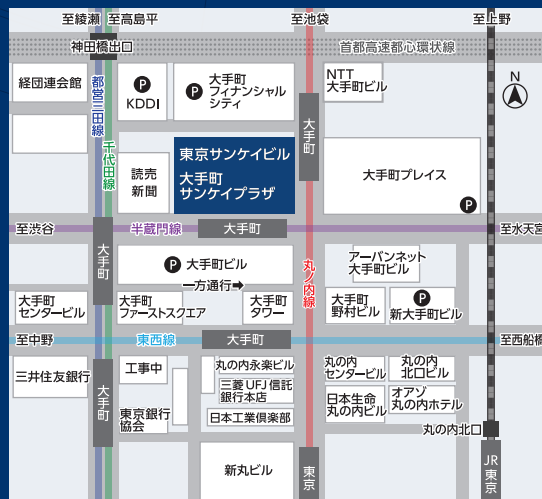 至綾瀬
至高島平
至池袋
至上野
神田橋出口
首都高速都心環状線
経団連会館
都営三田線
千代田線
P
KDDI
P
大手町
フィナンシャル
シティ
大手町
NTT
大手町ビル
N
読売
新聞
東京サンケイビル
大手町
サンケイプラザ
大手町プレイス
P
至渋谷
半蔵門線
大手町
至水天宮
大手町
P
大手町ビル
一方通行→
丸ノ内線
アーバンネット
大手町ビル
大手町
センタービル
大手町
ファーストスクエア
大手町
タワー
大手町
野村ビル
P
新大手町ビル
至中野
東西線
大手町
至西船橋
三井住友銀行
大手町
工事中
東京銀行
協会
丸の内永楽ビル
三菱UFJ信託
銀行本店
日本工業倶楽部
丸の内
センタービル
丸の内
北口ビル
日本生命
丸の内ビル
オアゾ
丸の内ホテル
丸の内北口
新丸ビル
東京
JR
東京